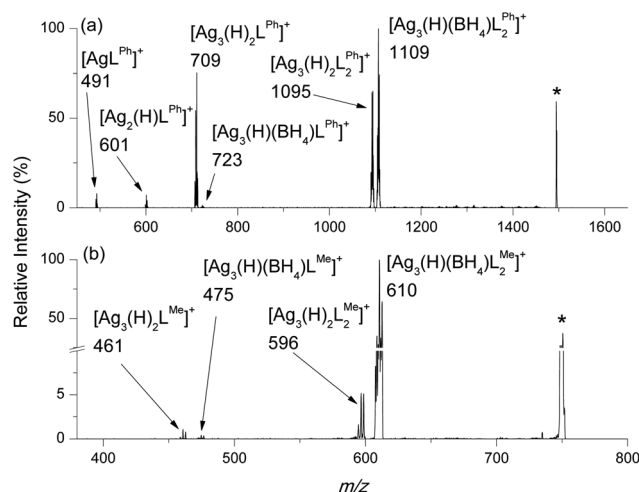 (a)
[AgL^Ph]⁺
491
[Ag₂(H)L^Ph]⁺
601
[Ag₃(H)₂L^Ph]⁺
709
[Ag₃(H)(BH₄)L^Ph]⁺
723
[Ag₃(H)₂L₂^Ph]⁺
1095
[Ag₃(H)(BH₄)L₂^Ph]⁺
1109
*
100
50
0
600
800
1000
1200
1400
1600
Relative Intensity (%)
(b)
[Ag₃(H)₂L^Me]⁺
461
[Ag₃(H)(BH₄)L^Me]⁺
475
[Ag₃(H)₂L₂^Me]⁺
596
[Ag₃(H)(BH₄)L₂^Me]⁺
610
*
100
50
5
0
400
500
600
700
800
m/z